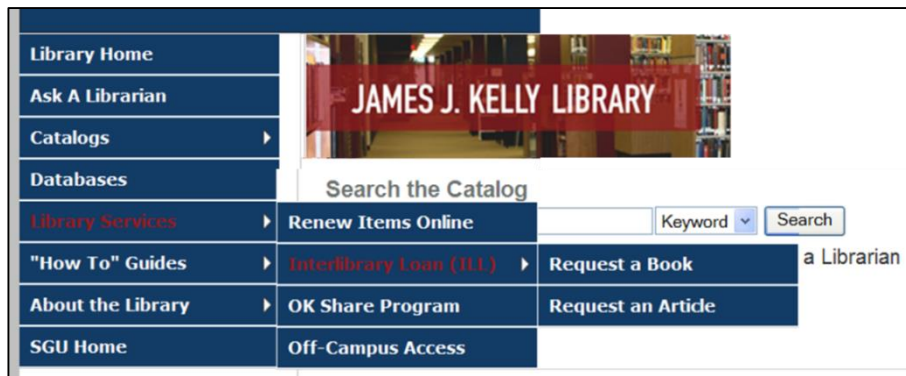 Library Home
Ask A Librarian
Catalogs
Databases
Library Services
"How To" Guides
About the Library
SGU Home
JAMES J. KELLY LIBRARY
Search the Catalog
Keyword
Search
a Librarian
Renew Items Online
Interlibrary Loan (ILL)
OK Share Program
Off-Campus Access
Request a Book
Request an Article